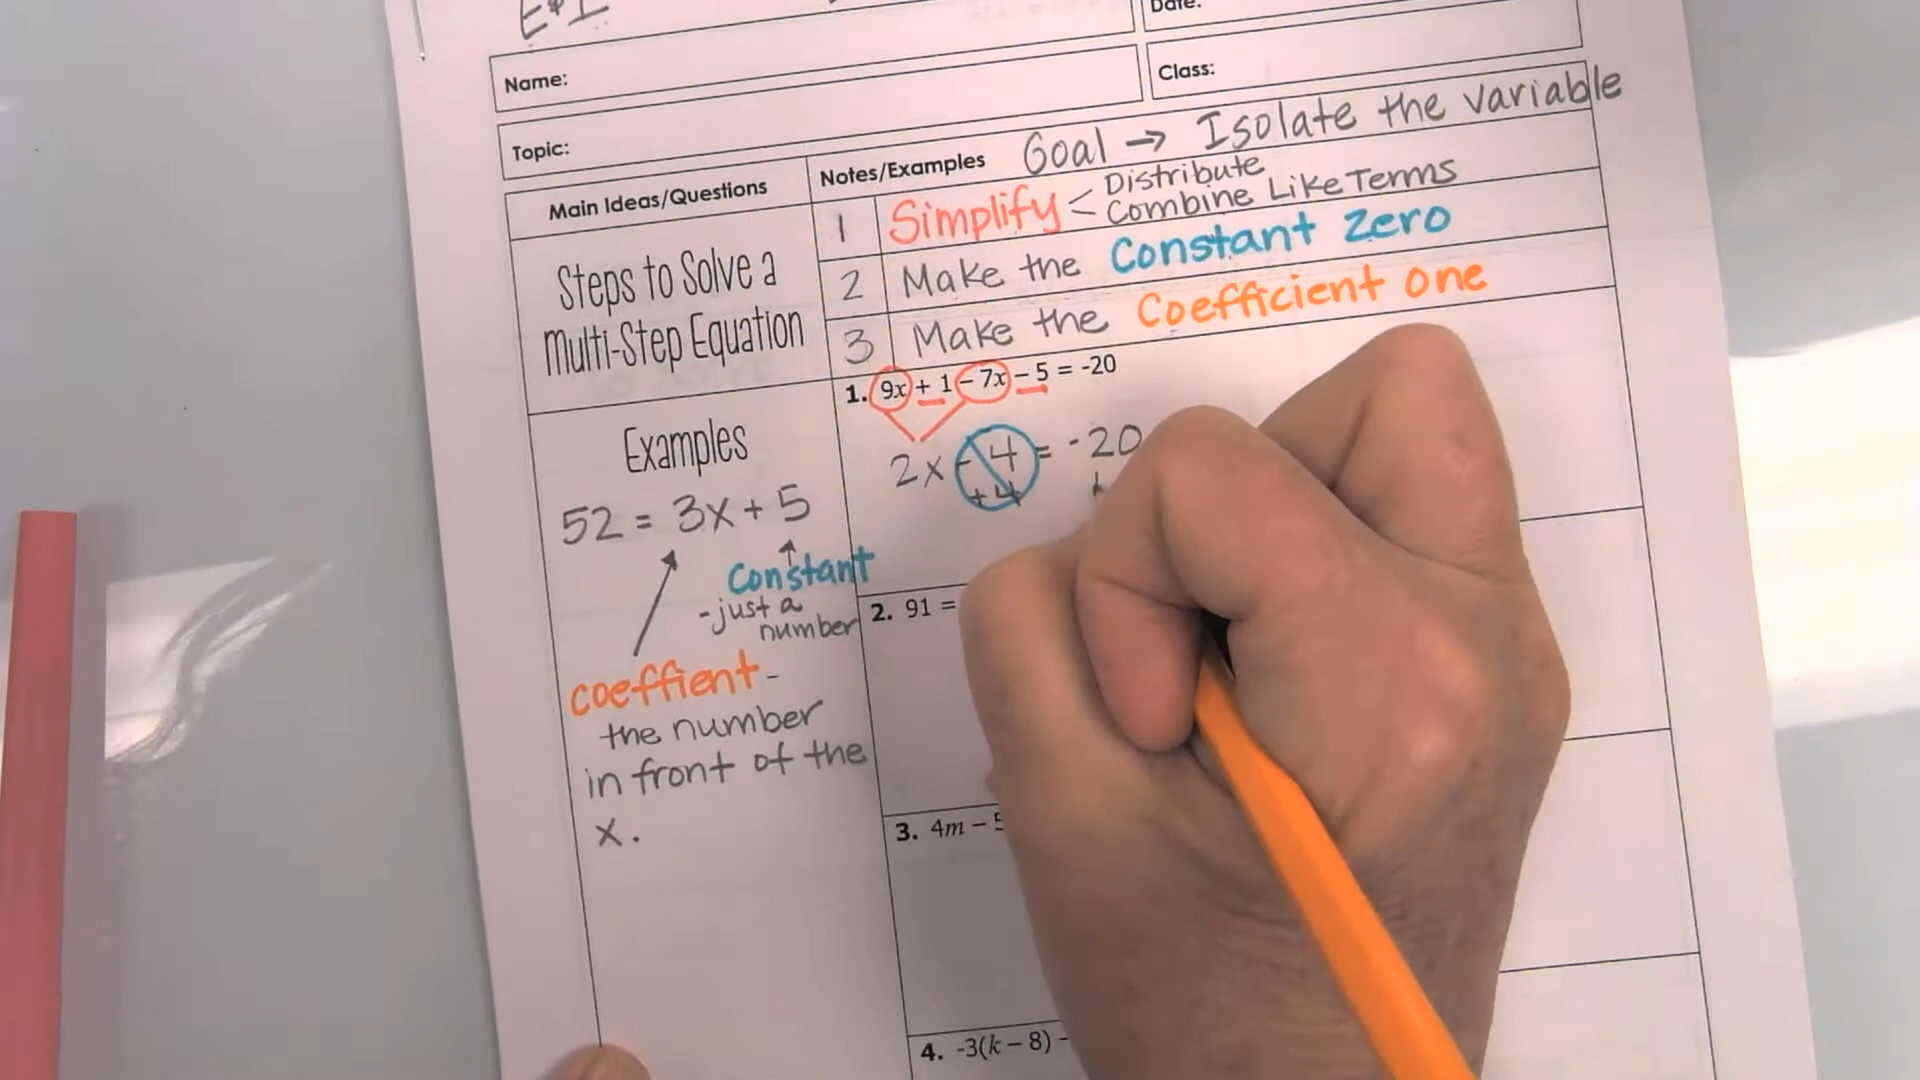 E & I
Date:
Name:
Class:
Topic:
Main Ideas/Questions
Notes/Examples Goal → Isolate the variable
1 Simplify < Distribute
Combine Like Terms
2 Make the Constant Zero
3 Make the Coefficient one
Steps to Solve a
Multi-Step Equation
1. 9x + 1 - 7x - 5 = -20
2x - 4 = -20
+4
Examples
52 = 3x + 5
Constant
-just a
number
coeffient-
the number
in front of the
x.
2. 91 =
3. 4m - 5
4. -3(k - 8) -